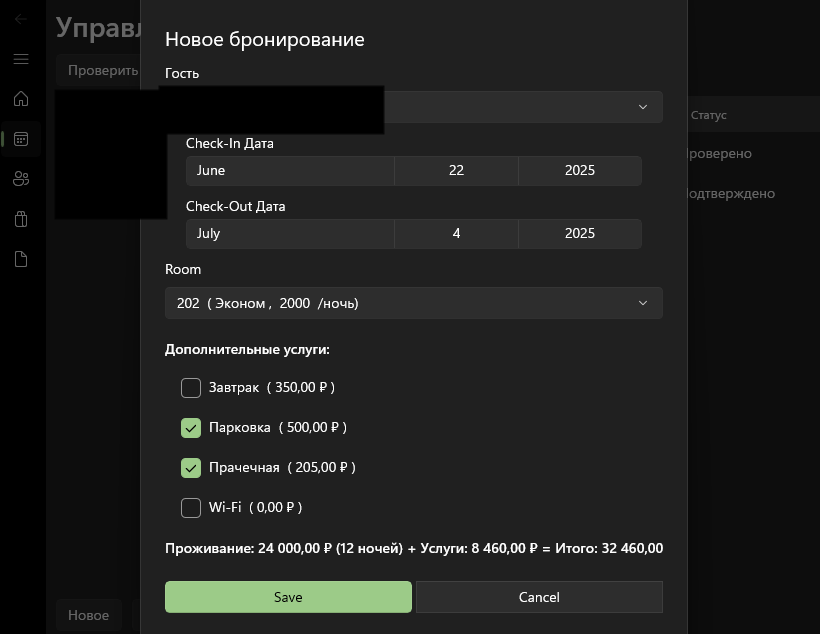 Управл
Новое бронирование
Проверить
Гость
Статус
Check-In Дата
роверено
June 22 2025
одтверждено
Check-Out Дата
July 4 2025
Room
202 ( Эконом , 2000 /ночь)
Дополнительные услуги:
Завтрак ( 350,00 ₽ )
Парковка ( 500,00 ₽ )
Прачечная ( 205,00 ₽ )
Wi-Fi ( 0,00 ₽ )
Проживание: 24 000,00 ₽ (12 ночей) + Услуги: 8 460,00 ₽ = Итого: 32 460,00
Save Cancel
Новое